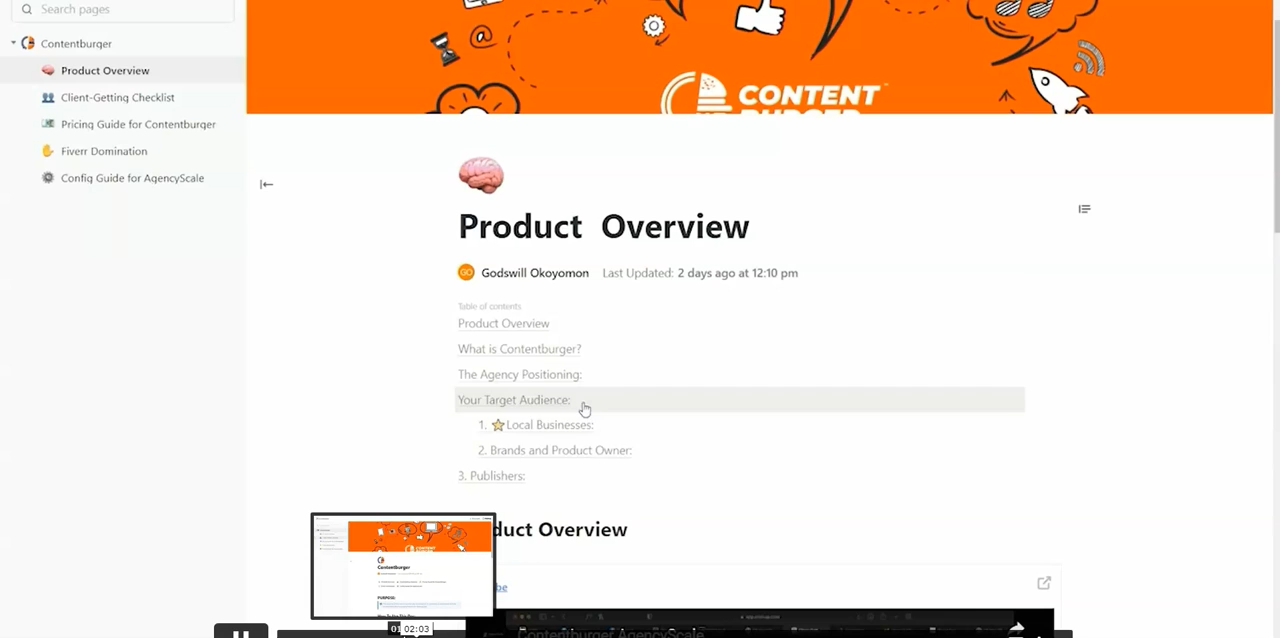 Search pages
Contentburger
Product Overview
Client-Getting Checklist
Pricing Guide for Contentburger
Fiverr Domination
Config Guide for AgencyScale
@
CONTENT
Product Overview
GO Godswill Okoyomon Last Updated: 2 days ago at 12:10 pm
Table of contents
Product Overview
What is Contentburger?
The Agency Positioning:
Your Target Audience:
1. ⭐Local Businesses:
2. Brands and Product Owner:
3. Publishers:
duct Overview
be
Contentburger
PURPOSE:
02:03
Contentburger AgencyScale